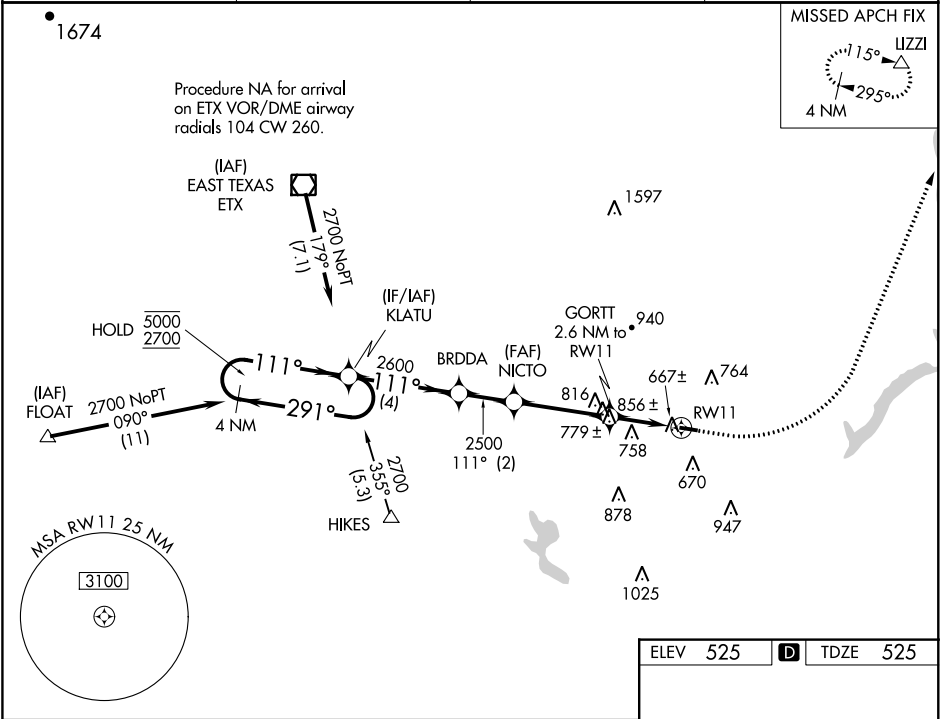 1674
MISSED APCH FIX
LIZZI
115°
295°
4 NM
Procedure NA for arrival
on ETX VOR/DME airway
radials 104 CW 260.
(IAF)
EAST TEXAS
ETX
2700 NoPT
179°
(7.1)
1597
(IF/IAF)
KLATU
HOLD
5000
2700
GORTT
2.6 NM to
RW11
940
BRDDA
(FAF)
NICTO
111°
2600
111°
(4)
291°
4 NM
(IAF)
FLOAT
2700 NoPT
090°
(11)
816
856 ±
667±
764
RW11
779 ±
758
2500
111° (2)
670
2700
355°
(5.3)
HIKES
878
947
1025
MSA RW11 25 NM
3100
ELEV 525
D
TDZE 525